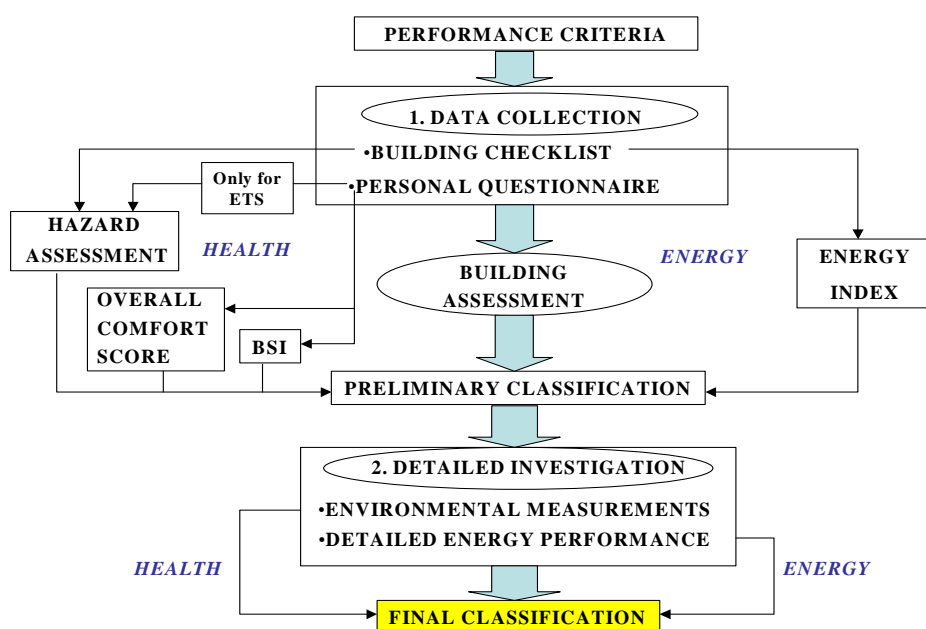 PERFORMANCE CRITERIA
1. DATA COLLECTION
•BUILDING CHECKLIST
•PERSONAL QUESTIONNAIRE
Only for
ETS
HAZARD
ASSESSMENT
HEALTH
ENERGY
BUILDING
ASSESSMENT
ENERGY
INDEX
OVERALL
COMFORT
SCORE
BSI
PRELIMINARY CLASSIFICATION
2. DETAILED INVESTIGATION
•ENVIRONMENTAL MEASUREMENTS
•DETAILED ENERGY PERFORMANCE
HEALTH
ENERGY
FINAL CLASSIFICATION